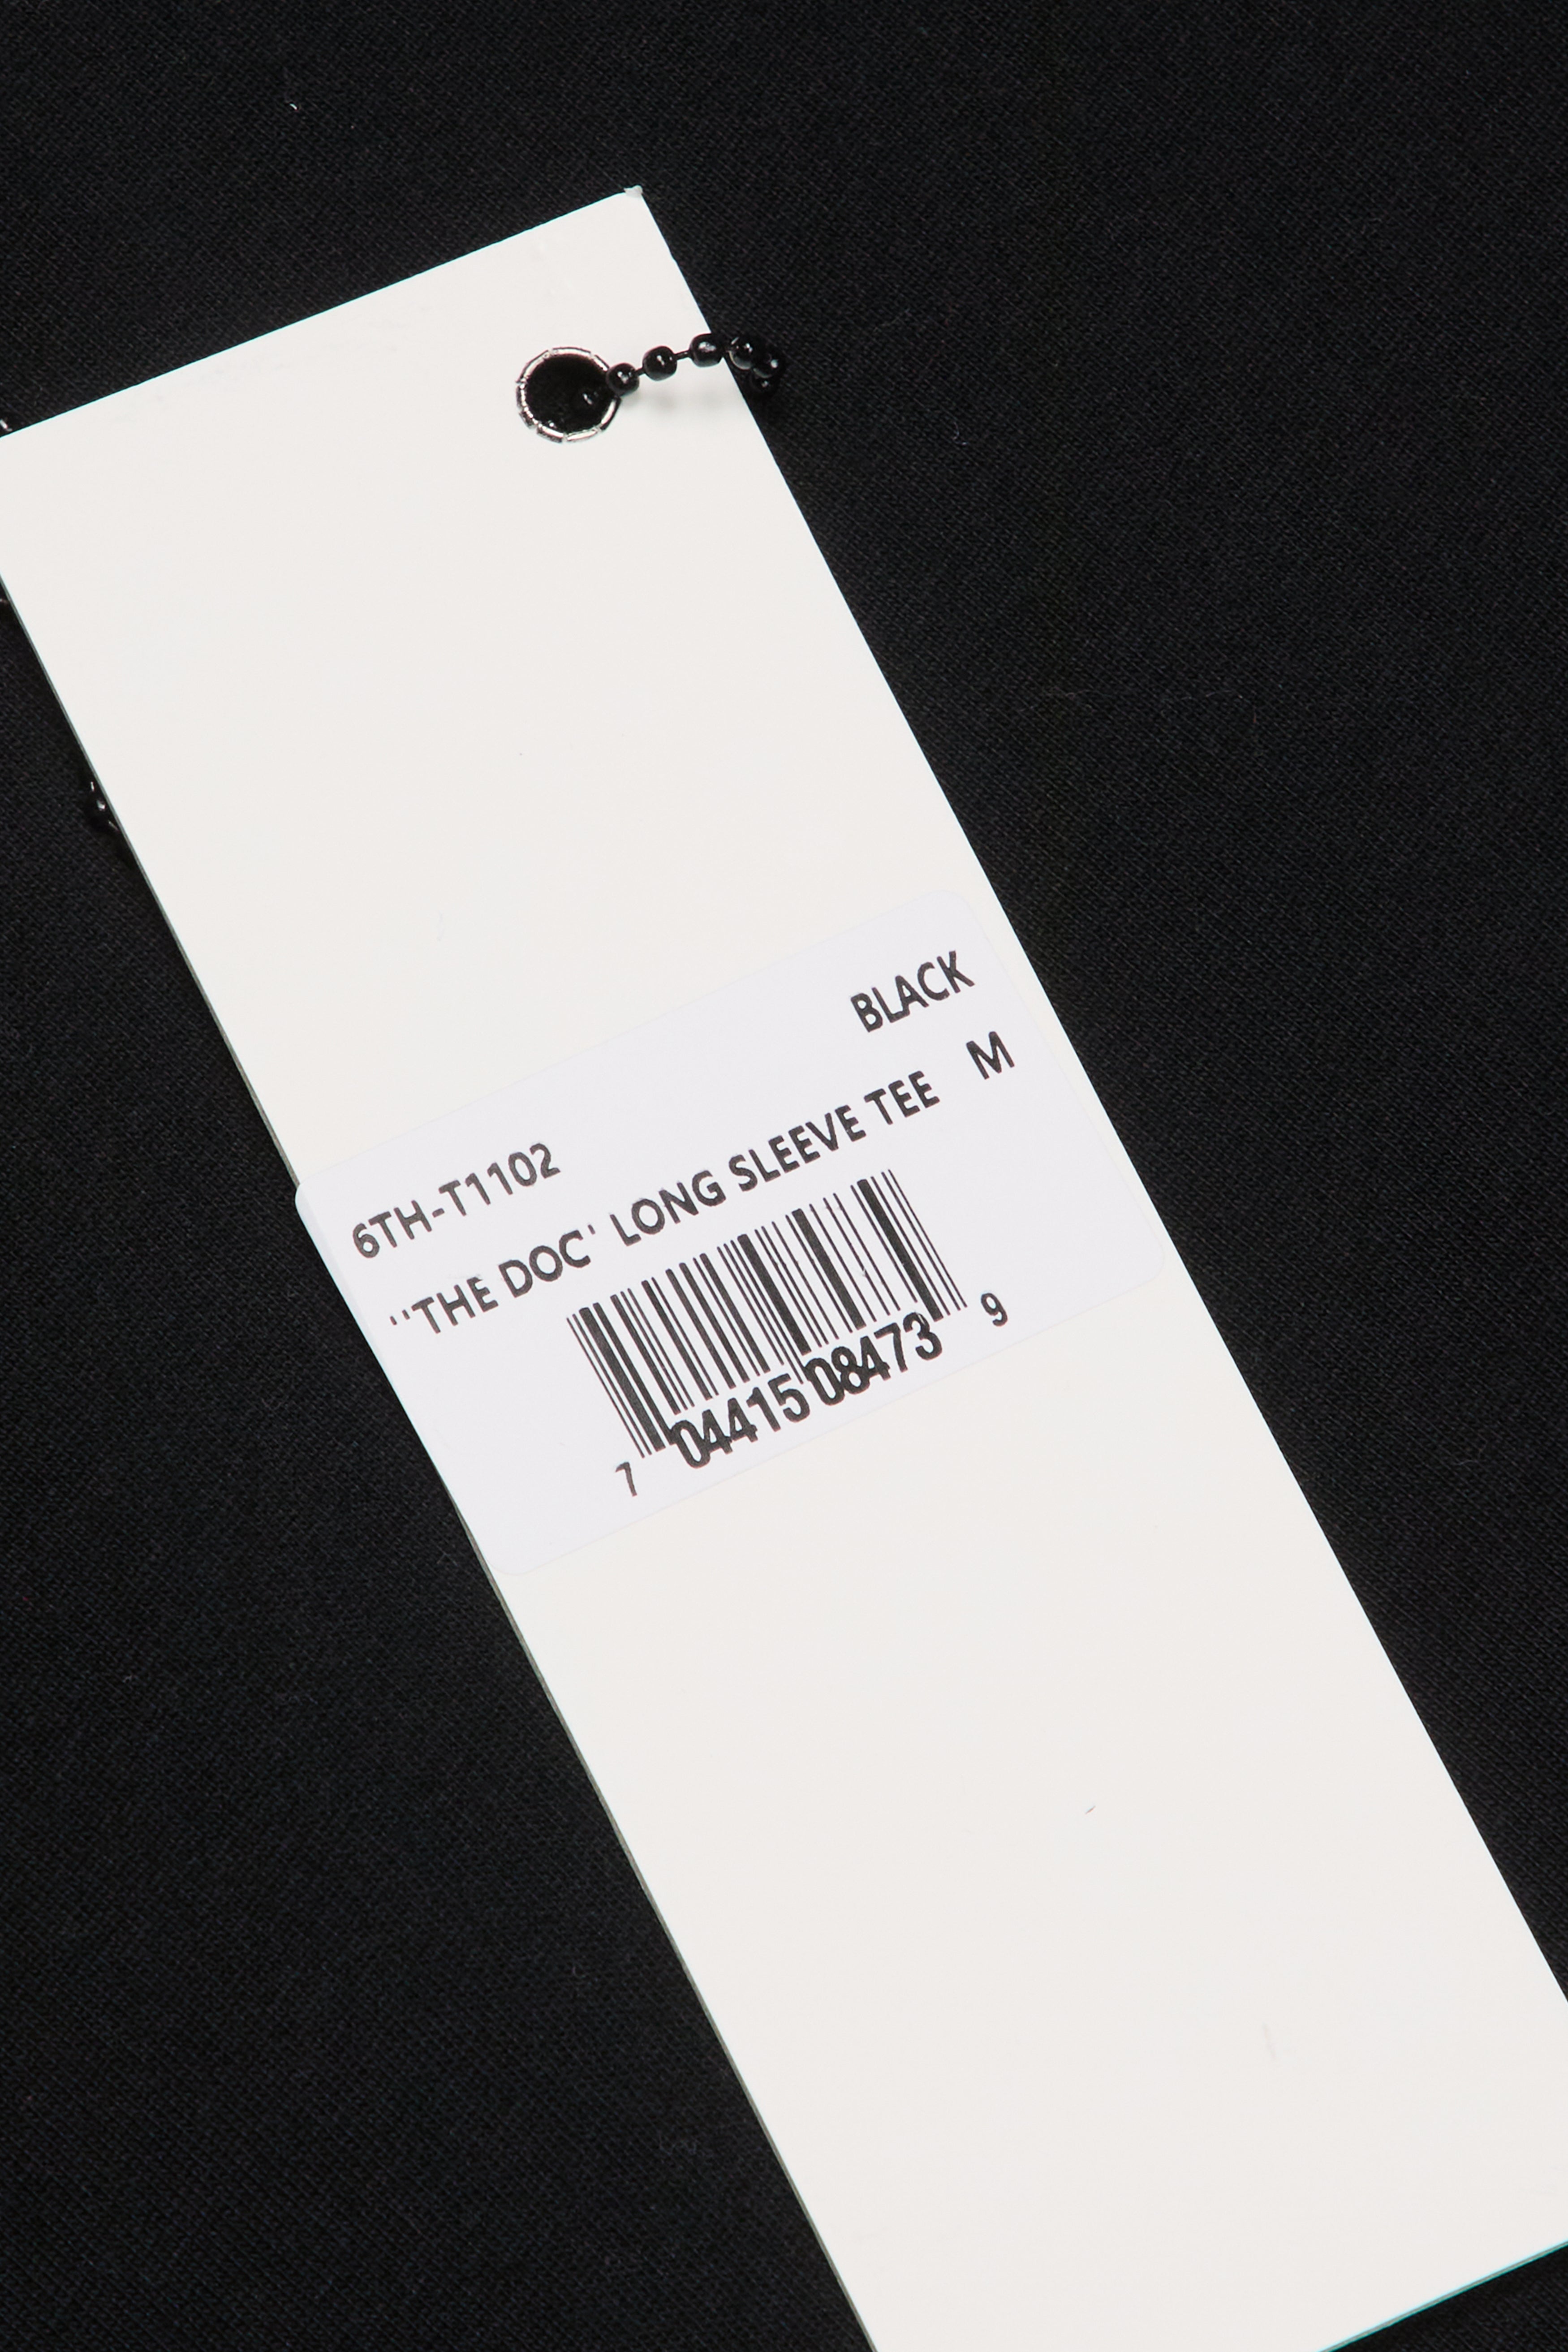 6TH-T1102 BLACK
''THE DOC' LONG SLEEVE TEE M
7 04415 08473 9